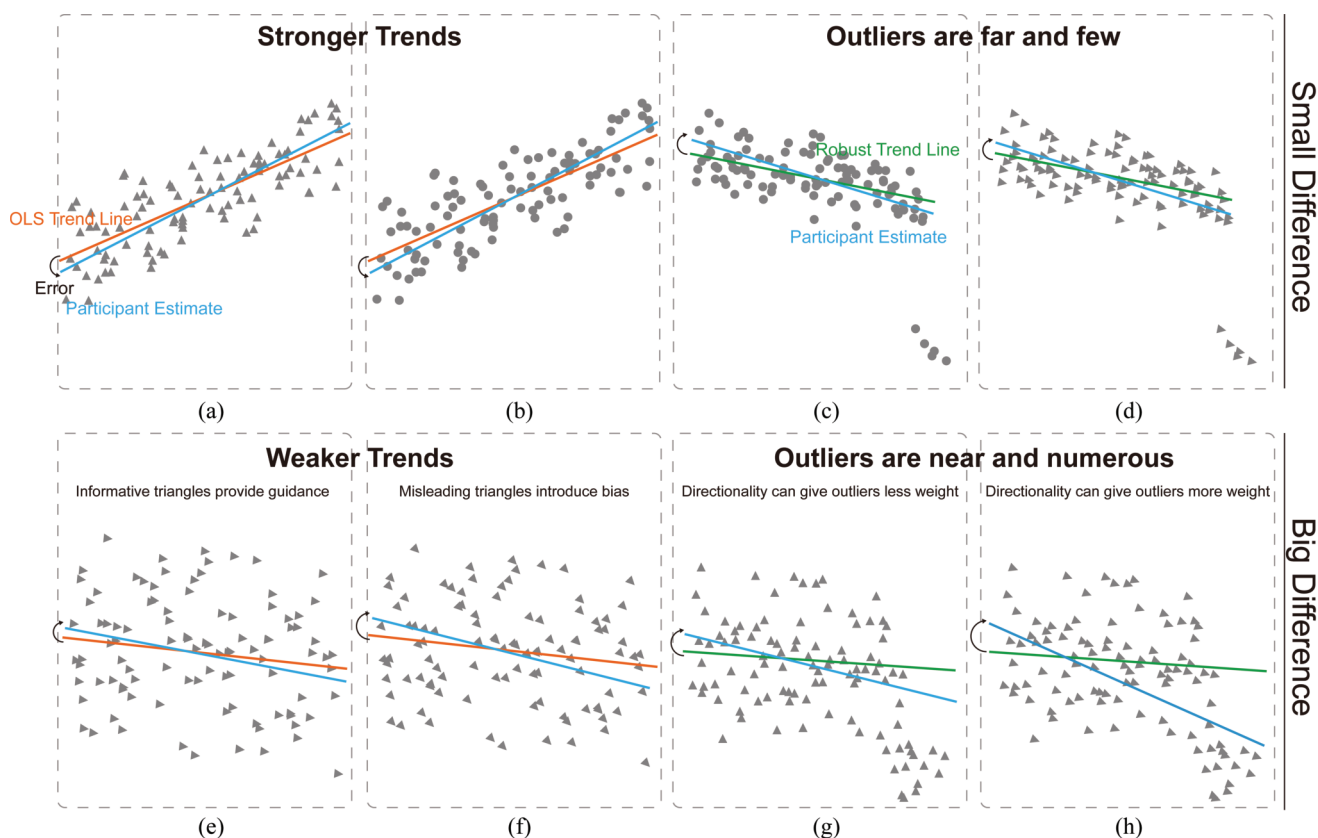 Stronger Trends
Outliers are far and few
Small Difference
OLS Trend Line
Error
Participant Estimate
Robust Trend Line
Participant Estimate
(a)
(b)
(c)
(d)
Weaker Trends
Outliers are near and numerous
Big Difference
Informative triangles provide guidance
Misleading triangles introduce bias
Directionality can give outliers less weight
Directionality can give outliers more weight
(e)
(f)
(g)
(h)